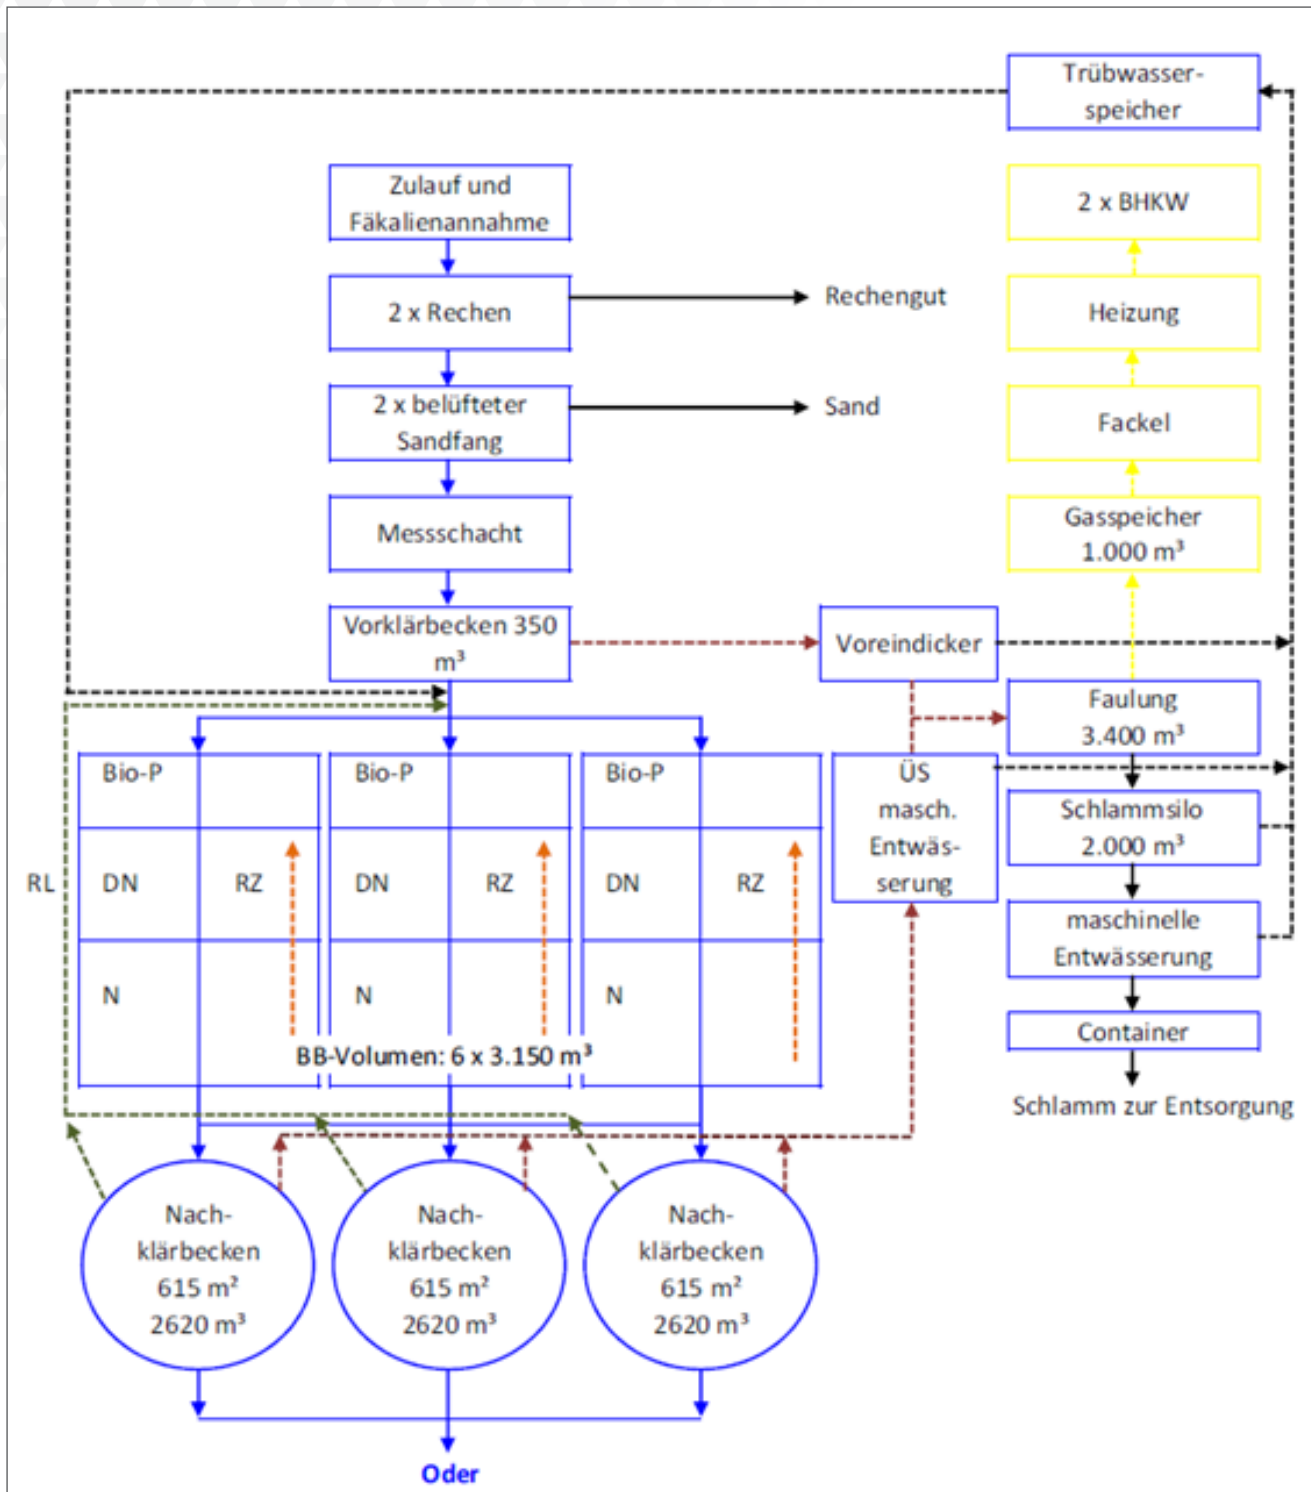 Trübwasser-
speicher
Zulauf und
Fäkalienannahme
2 x BHKW
2 x Rechen
Rechengut
Heizung
2 x belüfteter
Sandfang
Sand
Fackel
Messschacht
Gasspeicher
1.000 m³
Vorklärbecken 350
m³
Voreindicker
Faulung
3.400 m³
Bio-P
Bio-P
Bio-P
ÜS
masch.
Entwäs-
serung
Schlammsilo
2.000 m³
RL
DN
RZ
DN
RZ
DN
RZ
maschinelle
Entwässerung
N
N
N
Container
BB-Volumen: 6 x 3.150 m³
Schlamm zur Entsorgung
Nach-
klärbecken
615 m²
2620 m³
Nach-
klärbecken
615 m²
2620 m³
Nach-
klärbecken
615 m²
2620 m³
Oder